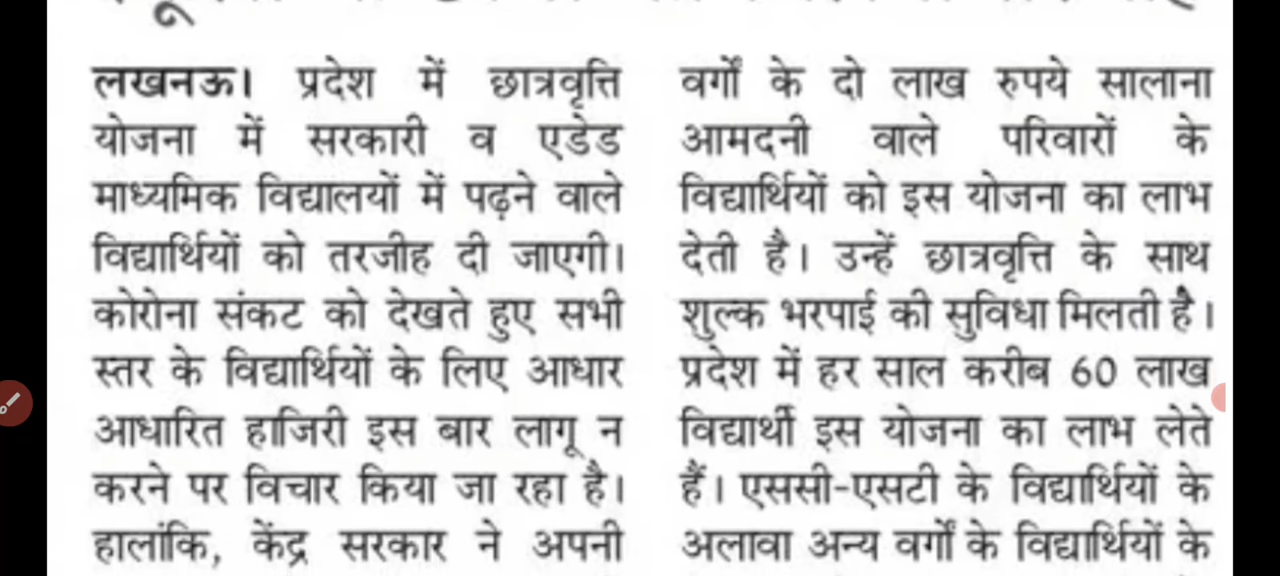 लखनऊ। प्रदेश में छात्रवृत्ति
योजना में सरकारी व एडेड
माध्यमिक विद्यालयों में पढ़ने वाले
विद्यार्थियों को तरजीह दी जाएगी।
कोरोना संकट को देखते हुए सभी
स्तर के विद्यार्थियों के लिए आधार
आधारित हाजिरी इस बार लागू न
करने पर विचार किया जा रहा है।
हालांकि, केंद्र सरकार ने अपनी
वर्गों के दो लाख रुपये सालाना
आमदनी वाले परिवारों के
विद्यार्थियों को इस योजना का लाभ
देती है। उन्हें छात्रवृत्ति के साथ
शुल्क भरपाई की सुविधा मिलती है।
प्रदेश में हर साल करीब 60 लाख
विद्यार्थी इस योजना का लाभ लेते
हैं। एससी-एसटी के विद्यार्थियों के
अलावा अन्य वर्गों के विद्यार्थियों के